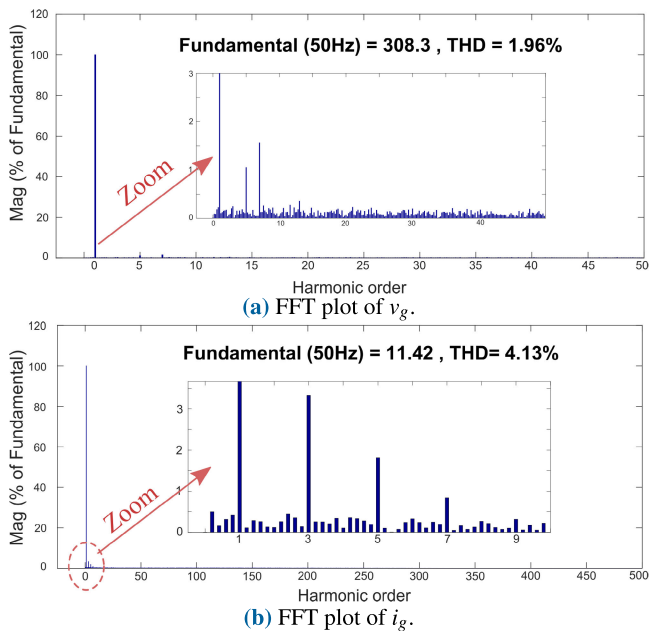 120
100
80
60
40
20
0
Mag (% of Fundamental)
Fundamental (50Hz) = 308.3 , THD = 1.96%
3
2
1
0
0 10 20 30 40
Zoom
0 5 10 15 20 25 30 35 40 45 50
Harmonic order
(a) FFT plot of vg.
120
100
80
60
40
20
0
Mag (% of Fundamental)
Fundamental (50Hz) = 11.42 , THD= 4.13%
3
2
1
0
1 3 5 7 9
Zoom
0 50 100 150 200 250 300 350 400 450 500
Harmonic order
(b) FFT plot of ig.